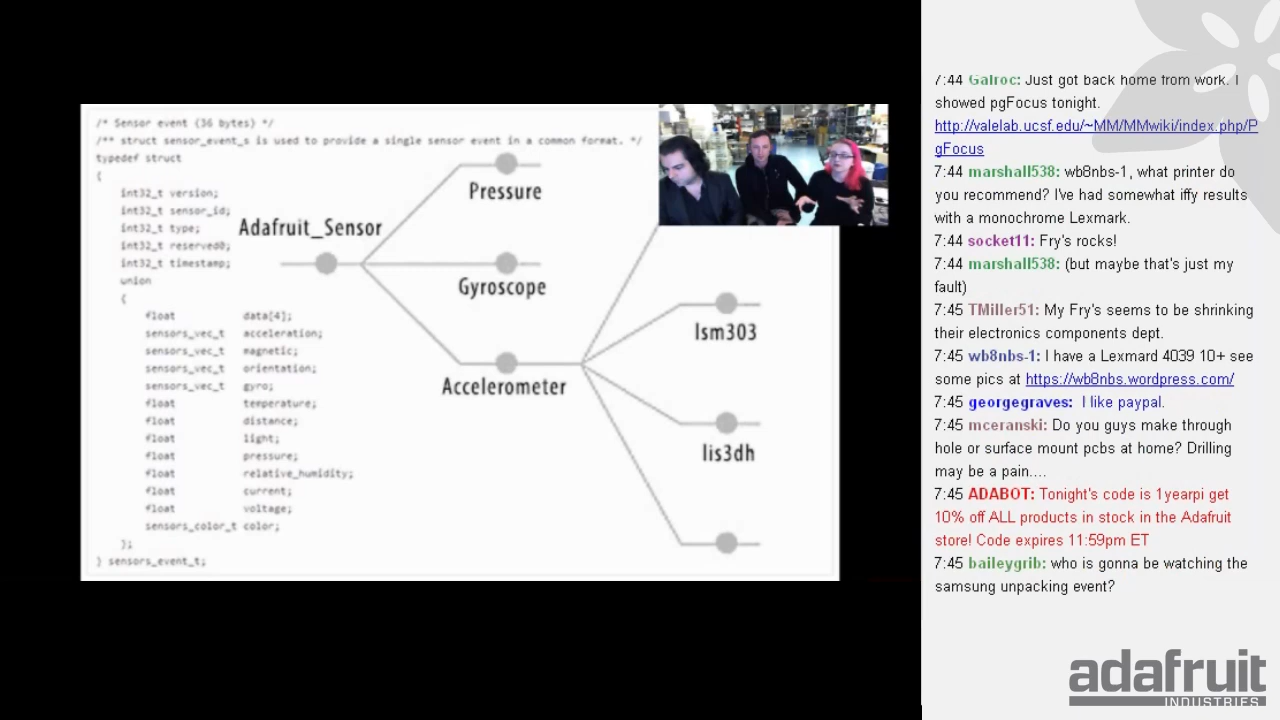 /* Sensor event (36 bytes) */
/** struct sensor_event_s is used to provide a single sensor event in a common format. */
typedef struct
{
int32_t version;
int32_t sensor_id;
int32_t type;
int32_t reserved0;
int32_t timestamp;
union
{
float data[4];
sensors_vec_t acceleration;
sensors_vec_t magnetic;
sensors_vec_t orientation;
sensors_vec_t gyro;
float temperature;
float distance;
float light;
float pressure;
float relative_humidity;
float current;
float voltage;
sensors_color_t color;
};
} sensors_event_t;
Adafruit_Sensor
Pressure
Gyroscope
Accelerometer
lsm303
lis3dh
7:44 Galroc: Just got back home from work. I
showed pgFocus tonight.
http://valelab.ucsf.edu/~MM/MMwiki/index.php/P
gFocus
7:44 marshall538: wb8nbs-1, what printer do
you recommend? I've had somewhat iffy results
with a monochrome Lexmark.
7:44 socket11: Fry's rocks!
7:44 marshall538: (but maybe that's just my
fault)
7:45 TMiller51: My Fry's seems to be shrinking
their electronics components dept.
7:45 wb8nbs-1: I have a Lexmard 4039 10+ see
some pics at https://wb8nbs.wordpress.com/
7:45 georgegraves: I like paypal.
7:45 mceranski: Do you guys make through
hole or surface mount pcbs at home? Drilling
may be a pain....
7:45 ADABOT: Tonight's code is 1yearpi get
10% off ALL products in stock in the Adafruit
store! Code expires 11:59pm ET
7:45 baileygrib: who is gonna be watching the
samsung unpacking event?
adafruit
INDUSTRIES